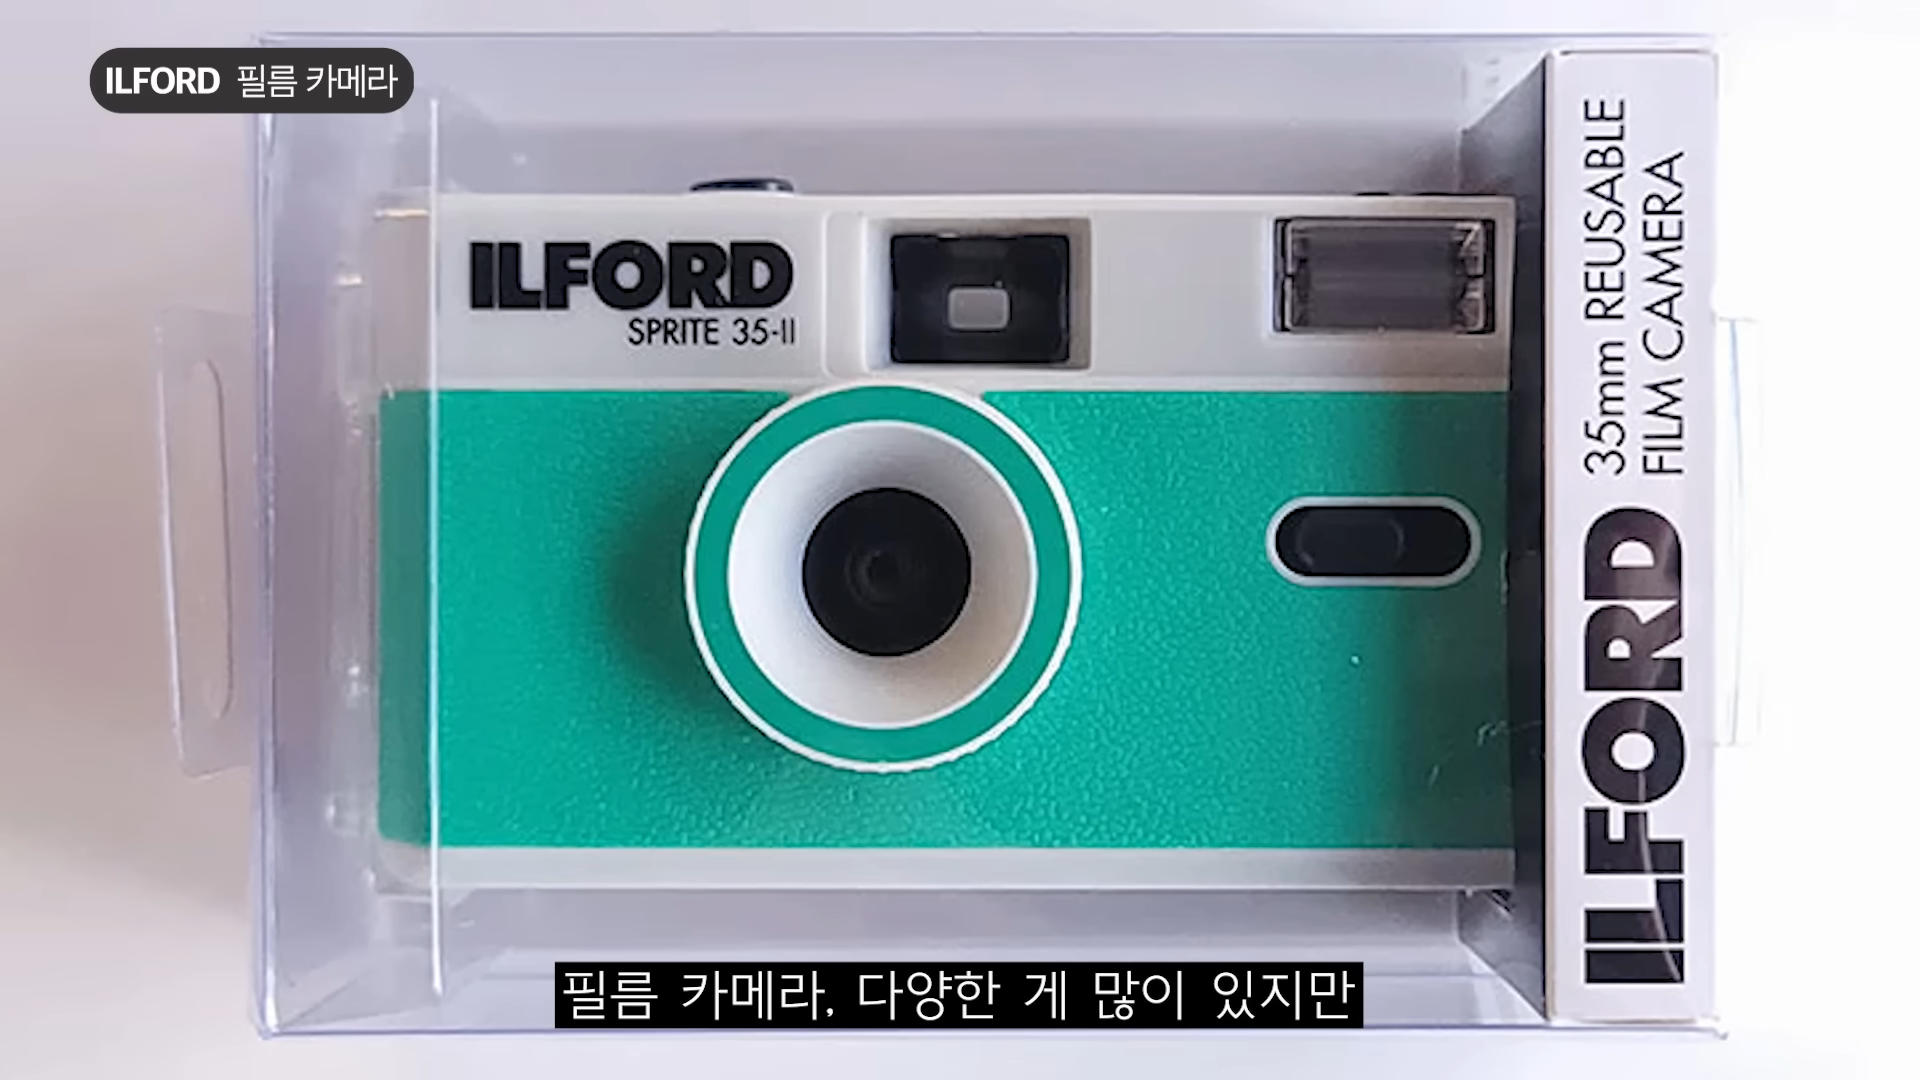 ILFORD 필름 카메라
ILFORD
SPRITE 35-II
ILFORD 35mm REUSABLE
FILM CAMERA
필름 카메라, 다양한 게 많이 있지만